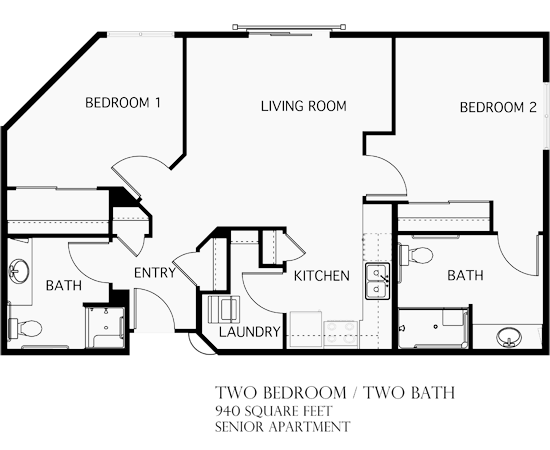 BEDROOM 1
LIVING ROOM
BEDROOM 2
BATH
ENTRY
KITCHEN
BATH
LAUNDRY
TWO BEDROOM / TWO BATH
940 SQUARE FEET
SENIOR APARTMENT